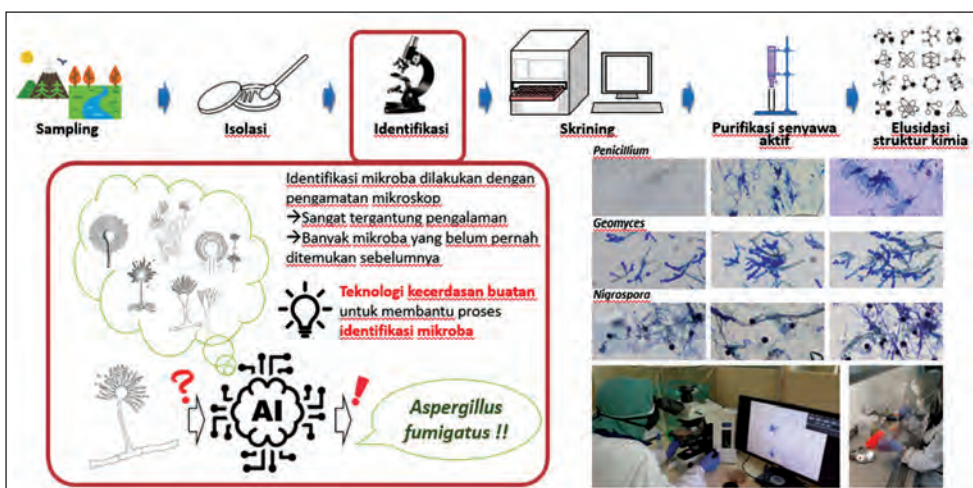 Sampling
Isolasi
Identifikasi
Skrining
Purifikasi senyawa
aktif
Elusidasi
struktur kimia
Identifikasi mikroba dilakukan dengan
pengamatan mikroskop
→Sangat tergantung pengalaman
→Banyak mikroba yang belum pernah
ditemukan sebelumnya
Teknologi kecerdasan buatan
untuk membantu proses
identifikasi mikroba
?
AI
!
Aspergillus
fumigatus !!
Penicillium
Geomyces
Nigrospora